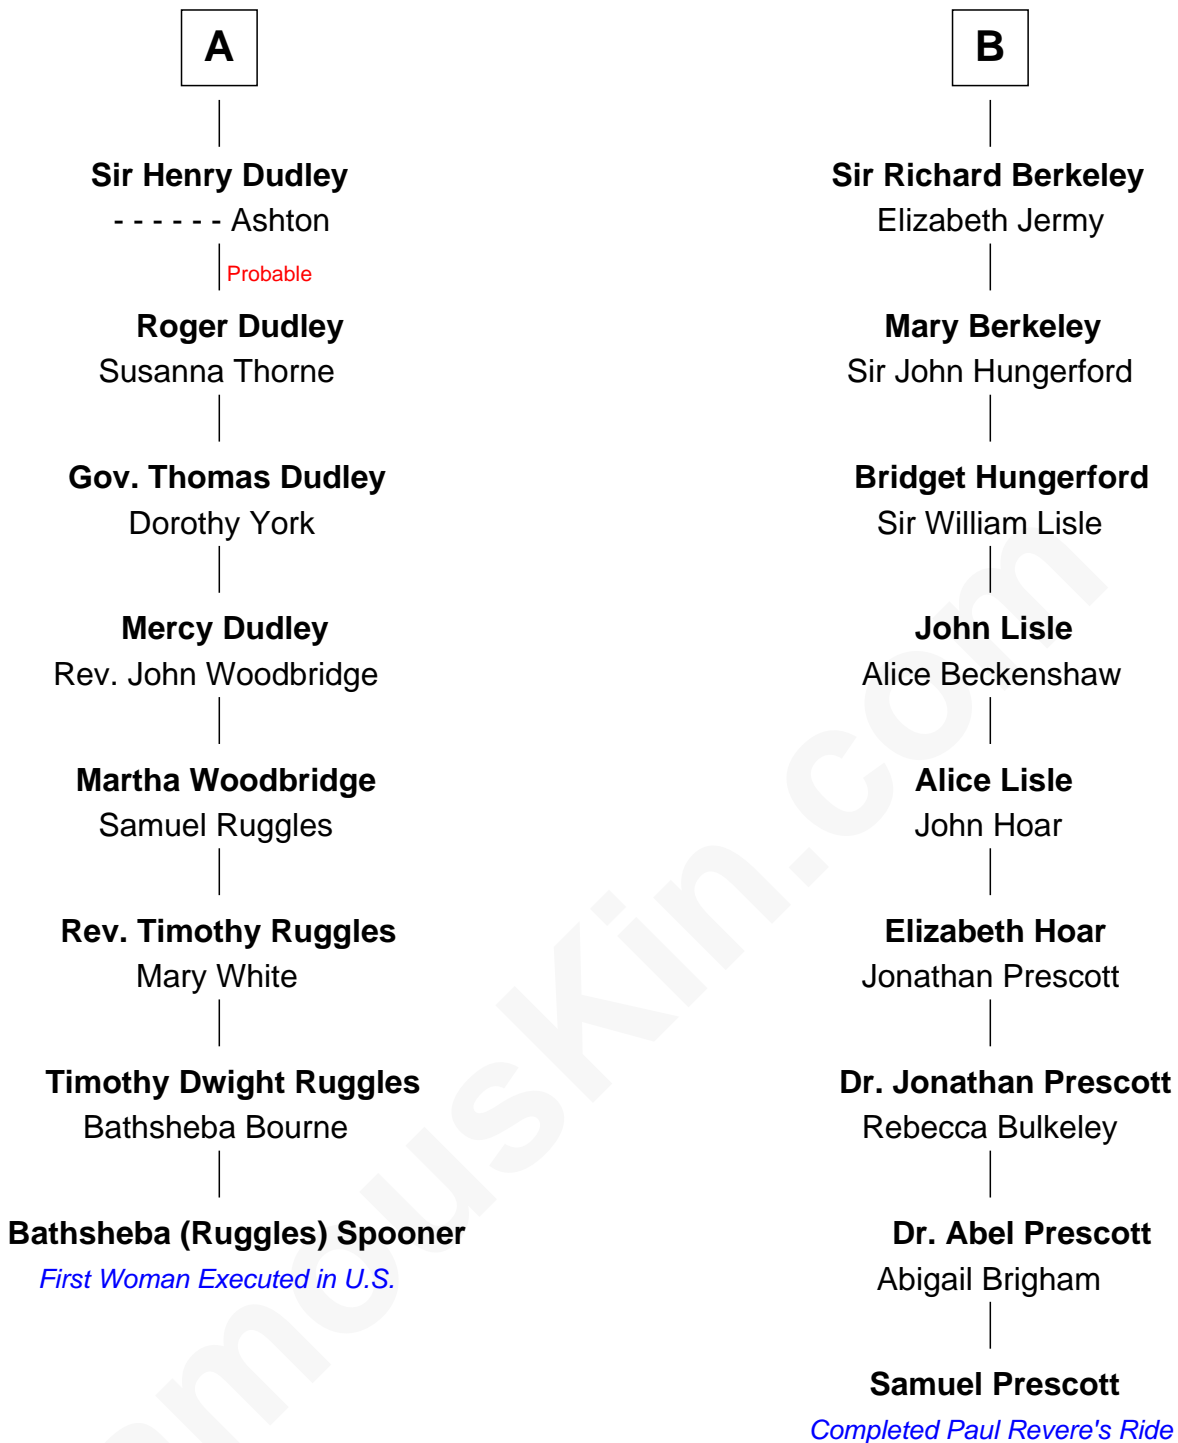 A
Sir Henry Dudley
- - - - - - Ashton
Probable
Roger Dudley
Susanna Thorne
Gov. Thomas Dudley
Dorothy York
Mercy Dudley
Rev. John Woodbridge
Martha Woodbridge
Samuel Ruggles
Rev. Timothy Ruggles
Mary White
Timothy Dwight Ruggles
Bathsheba Bourne
Bathsheba (Ruggles) Spooner
First Woman Executed in U.S.
B
Sir Richard Berkeley
Elizabeth Jermy
Mary Berkeley
Sir John Hungerford
Bridget Hungerford
Sir William Lisle
John Lisle
Alice Beckenshaw
Alice Lisle
John Hoar
Elizabeth Hoar
Jonathan Prescott
Dr. Jonathan Prescott
Rebecca Bulkeley
Dr. Abel Prescott
Abigail Brigham
Samuel Prescott
Completed Paul Revere's Ride
amousKin.com